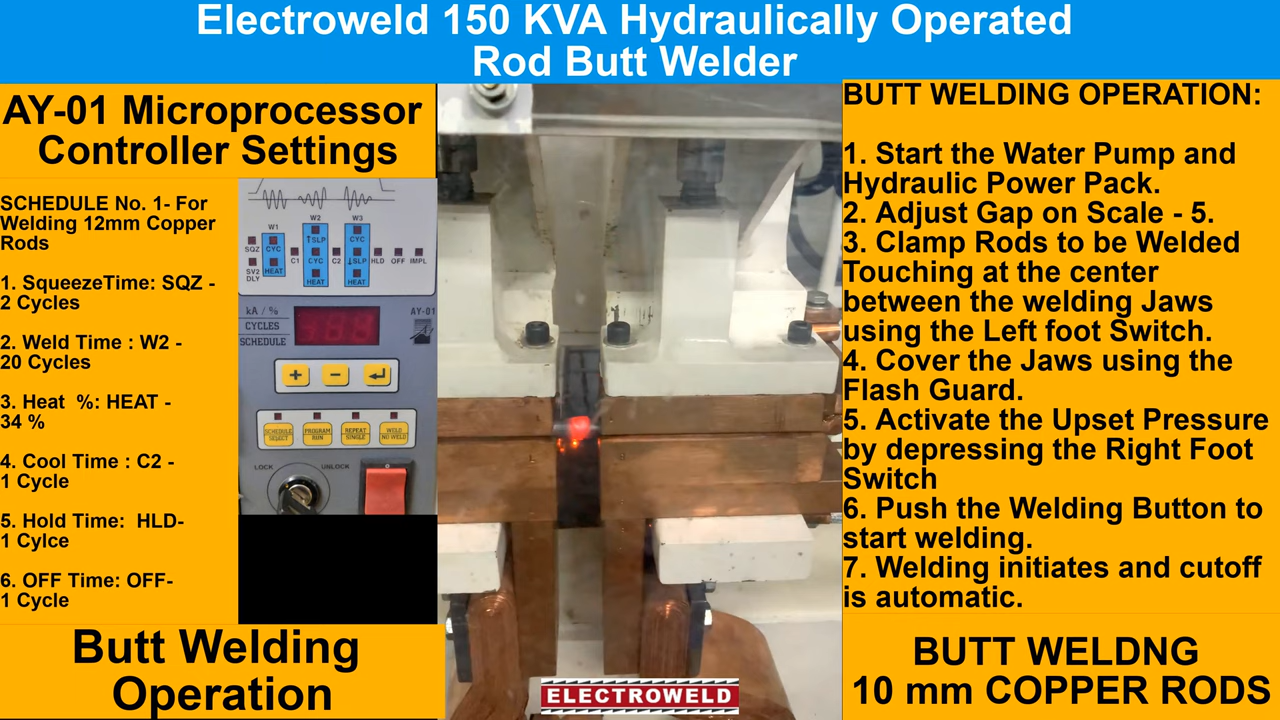 Electroweld 150 KVA Hydraulically Operated
Rod Butt Welder
AY-01 Microprocessor
Controller Settings
SCHEDULE No. 1- For
Welding 12mm Copper
Rods
1. SqueezeTime: SQZ -
2 Cycles
2. Weld Time : W2 -
20 Cycles
3. Heat %: HEAT -
34 %
4. Cool Time : C2 -
1 Cycle
5. Hold Time: HLD-
1 Cylce
6. OFF Time: OFF-
1 Cycle
W1
W2
W3
SQZ
CYC
HEAT
SV2
DLY
C1
↑SLP
CYC
HEAT
C2
CYC
↓SLP
HEAT
HLD
OFF
IMPL
kA / %
CYCLES
SCHEDULE
AY-01
+
−
SCHEDULE
SELECT
PROGRAM
RUN
REPEAT
SINGLE
WELD
NO WELD
LOCK
UNLOCK
Butt Welding
Operation
ELECTROWELD
BUTT WELDING OPERATION:
1. Start the Water Pump and
Hydraulic Power Pack.
2. Adjust Gap on Scale - 5.
3. Clamp Rods to be Welded
Touching at the center
between the welding Jaws
using the Left foot Switch.
4. Cover the Jaws using the
Flash Guard.
5. Activate the Upset Pressure
by depressing the Right Foot
Switch
6. Push the Welding Button to
start welding.
7. Welding initiates and cutoff
is automatic.
BUTT WELDNG
10 mm COPPER RODS